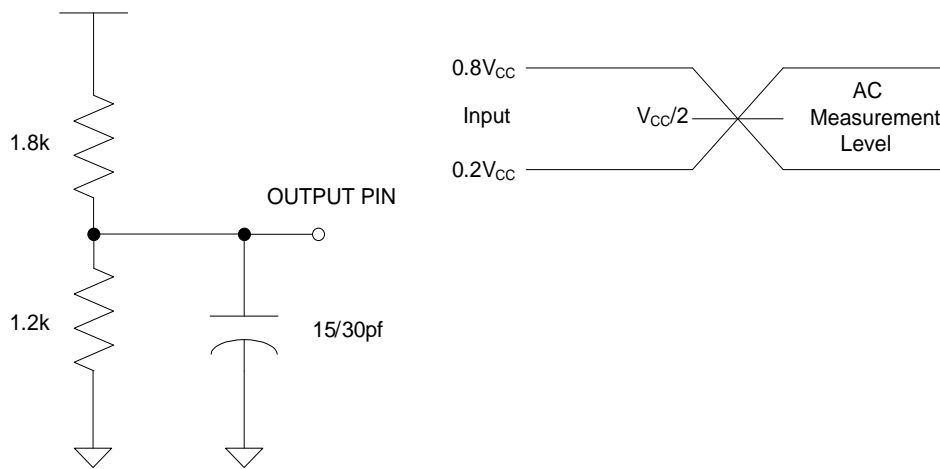 1.8k
OUTPUT PIN
1.2k
15/30pf
0.8VCC
Input
VCC/2
0.2VCC
AC
Measurement
Level